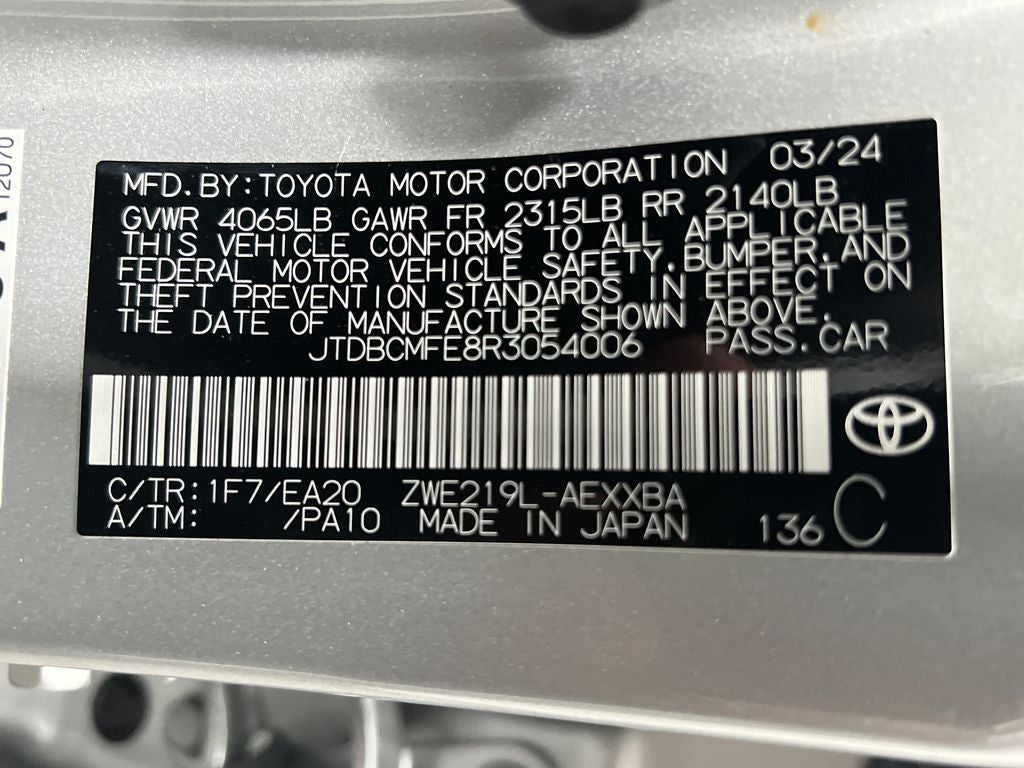 MFD.BY:TOYOTA MOTOR CORPORATION 03/24
GVWR 4065LB GAWR FR 2315LB RR 2140LB
THIS VEHICLE CONFORMS TO ALL APPLICABLE
FEDERAL MOTOR VEHICLE SAFETY,BUMPER,AND
THEFT PREVENTION STANDARDS IN EFFECT ON
THE DATE OF MANUFACTURE SHOWN ABOVE.
JTDBCMFE8R3054006 PASS.CAR
C/TR:1F7/EA20 ZWE219L-AEXXBA
A/TM: /PA10 MADE IN JAPAN 136 C